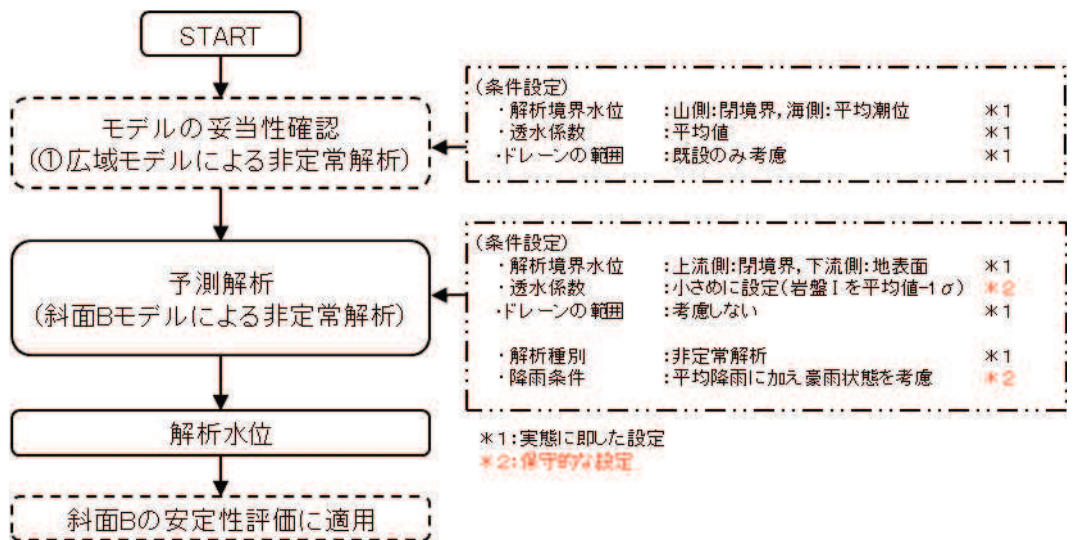 START
モデルの妥当性確認
(①広域モデルによる非定常解析)
(条件設定)
・解析境界水位 :山側:閉境界,海側:平均潮位 *1
・透水係数 :平均値 *1
・ドレーンの範囲 :既設のみ考慮 *1
予測解析
(斜面Bモデルによる非定常解析)
(条件設定)
・解析境界水位 :上流側:閉境界,下流側:地表面 *1
・透水係数 :小さめに設定(岩盤Ⅰを平均値-1σ) *2
・ドレーンの範囲 :考慮しない *1
・解析種別 :非定常解析 *1
・降雨条件 :平均降雨に加え豪雨状態を考慮 *2
解析水位
*1:実態に即した設定
*2:保守的な設定
斜面Bの安定性評価に適用